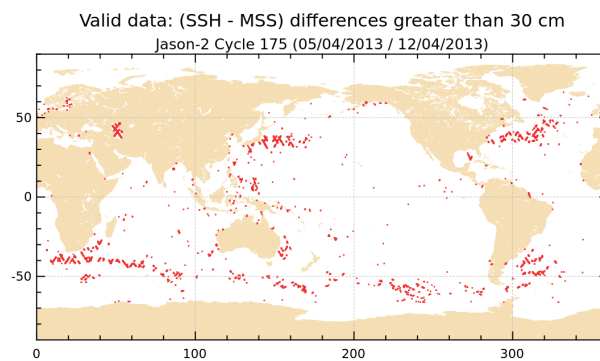 Valid data: (SSH - MSS) differences greater than 30 cm
Jason-2 Cycle 175 (05/04/2013 / 12/04/2013)
50
0
-50
0 100 200 300